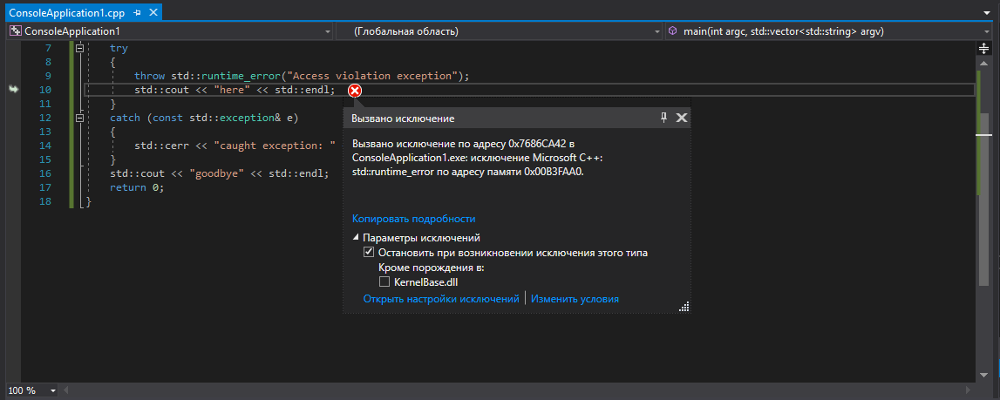 ConsoleApplication1.cpp
ConsoleApplication1
(Глобальная область)
main(int argc, std::vector<std::string> argv)
7 try
8 {
9 throw std::runtime_error("Access violation exception");
10 std::cout << "here" << std::endl;
11 }
12 catch (const std::exception& e)
13 {
14 std::cerr << "caught exception: "
15 }
16 std::cout << "goodbye" << std::endl;
17 return 0;
18 }
Вызвано исключение
Вызвано исключение по адресу 0x7686CA42 в
ConsoleApplication1.exe: исключение Microsoft C++:
std::runtime_error по адресу памяти 0x00B3FAA0.
Копировать подробности
Параметры исключений
Остановить при возникновении исключения этого типа
Кроме порождения в:
KernelBase.dll
Открыть настройки исключений | Изменить условия
100 %